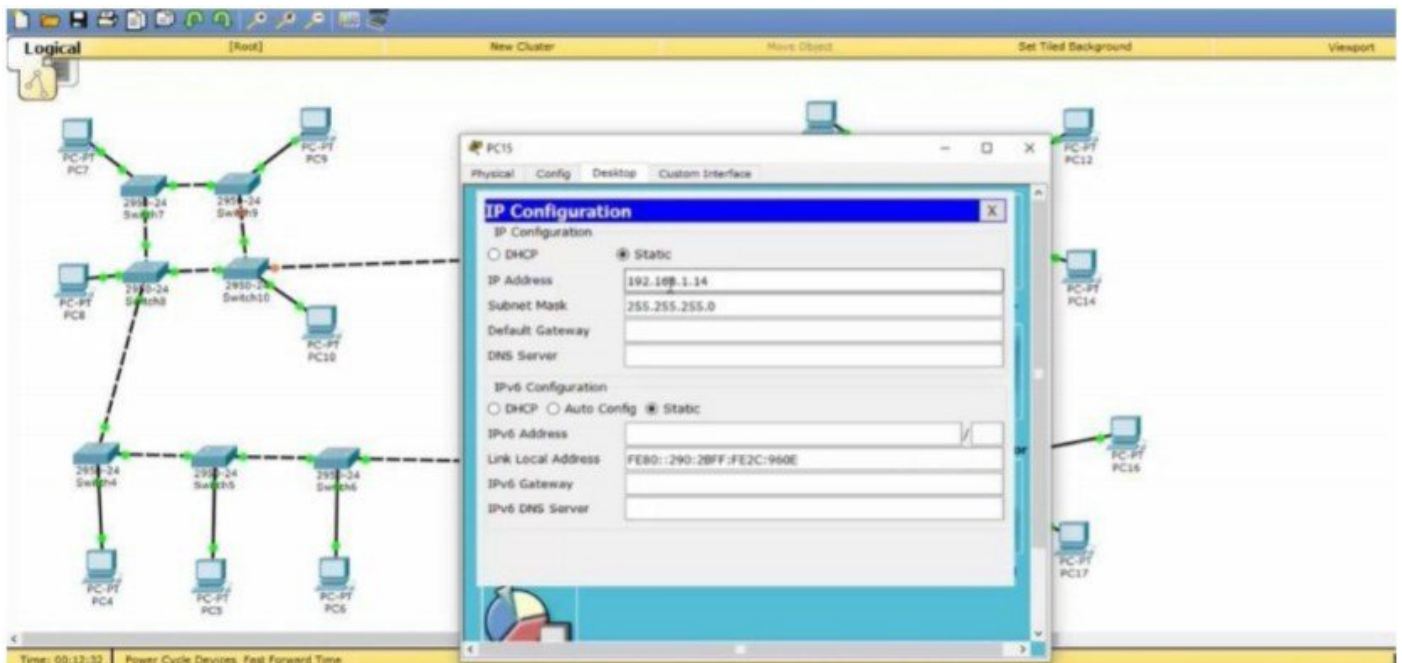 Logical [Root] New Cluster Move Object Set Tiled Background Viewport
PC-PT
PC7
PC-PT
PC9
2950-24
Switch7
2950-24
Switch9
PC-PT
PC8
2950-24
Switch8
2950-24
Switch10
PC-PT
PC10
2950-24
Switch4
2950-24
Switch5
2950-24
Switch6
PC-PT
PC4
PC-PT
PC5
PC-PT
PC6
PC15
Physical Config Desktop Custom Interface
IP Configuration X
IP Configuration
DHCP Static
IP Address 192.168.1.14
Subnet Mask 255.255.255.0
Default Gateway
DNS Server
IPv6 Configuration
DHCP Auto Config Static
IPv6 Address /
Link Local Address FE80::290:2BFF:FE2C:960E
IPv6 Gateway
IPv6 DNS Server
PC-PT
PC12
PC-PT
PC14
or
PC-PT
PC16
PC-PT
PC17
Time: 00:12:32 Power Cycle Devices Fast Forward Time